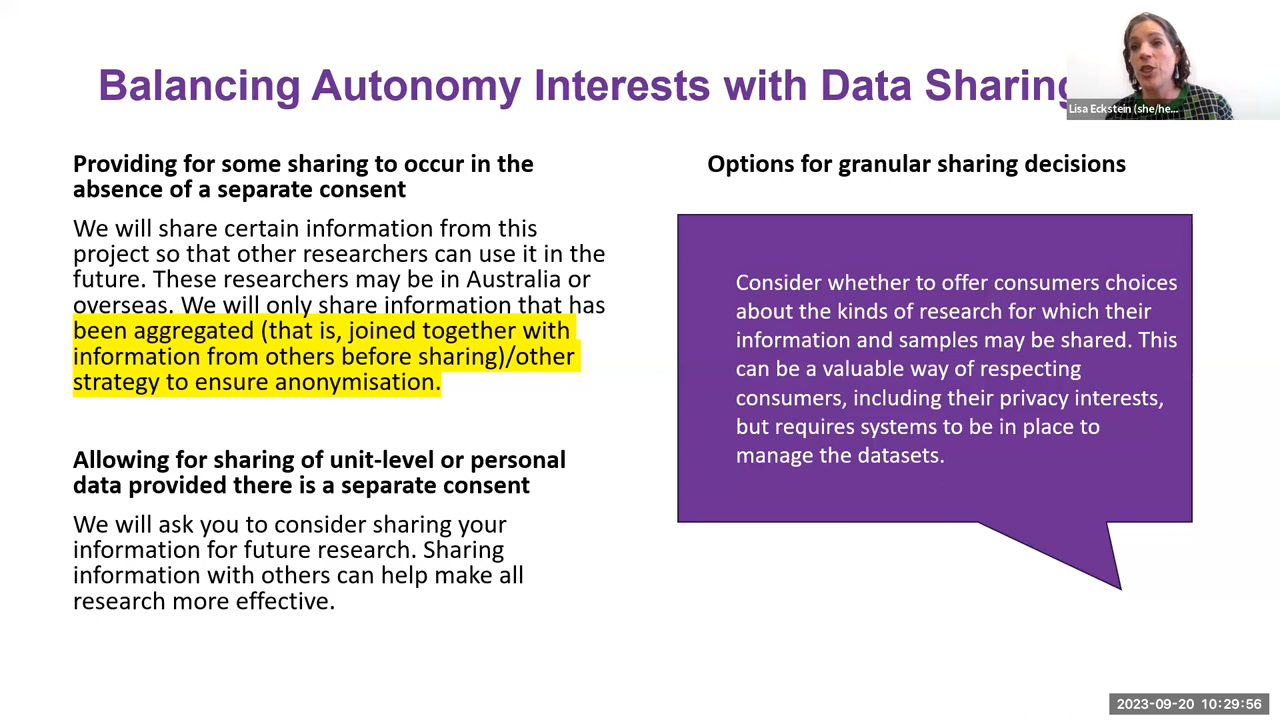 Balancing Autonomy Interests with Data Sharing
Lisa Eckstein (she/he...
Providing for some sharing to occur in the
absence of a separate consent
We will share certain information from this
project so that other researchers can use it in the
future. These researchers may be in Australia or
overseas. We will only share information that has
been aggregated (that is, joined together with
information from others before sharing)/other
strategy to ensure anonymisation.
Allowing for sharing of unit-level or personal
data provided there is a separate consent
We will ask you to consider sharing your
information for future research. Sharing
information with others can help make all
research more effective.
Options for granular sharing decisions
Consider whether to offer consumers choices
about the kinds of research for which their
information and samples may be shared. This
can be a valuable way of respecting
consumers, including their privacy interests,
but requires systems to be in place to
manage the datasets.
2023-09-20 10:29:56